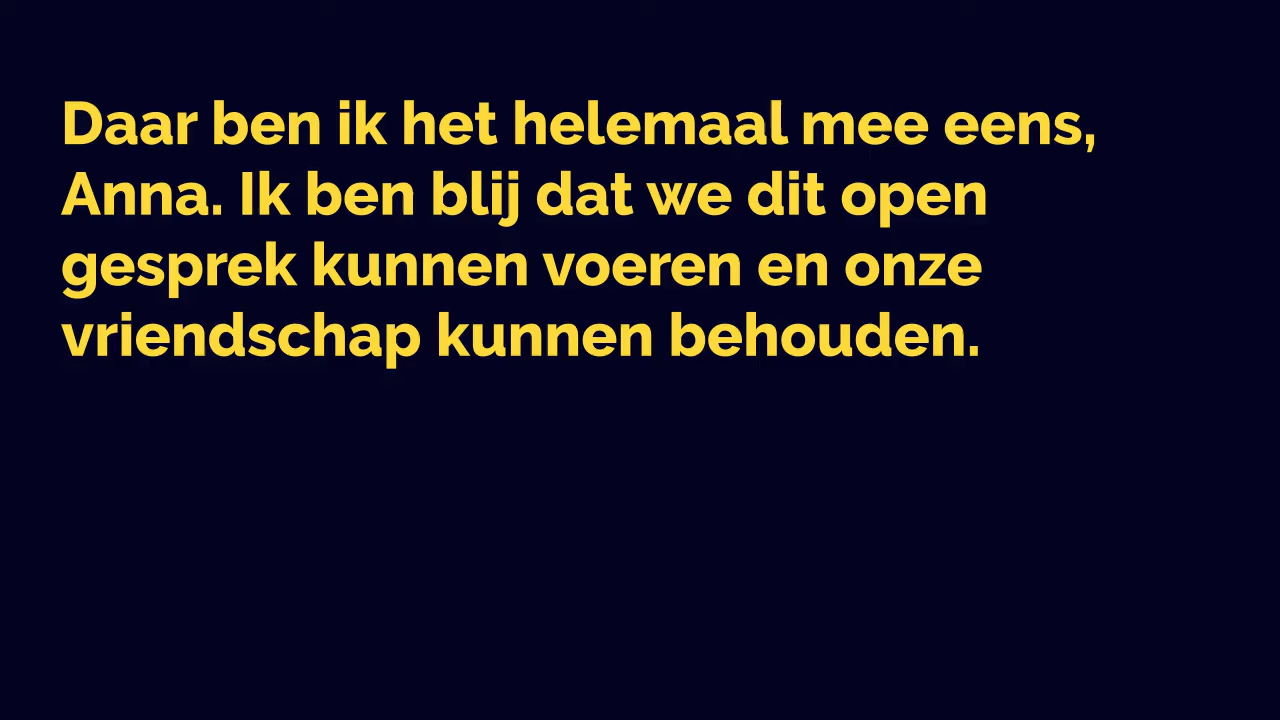 Daar ben ik het helemaal mee eens,
Anna. Ik ben blij dat we dit open
gesprek kunnen voeren en onze
vriendschap kunnen behouden.